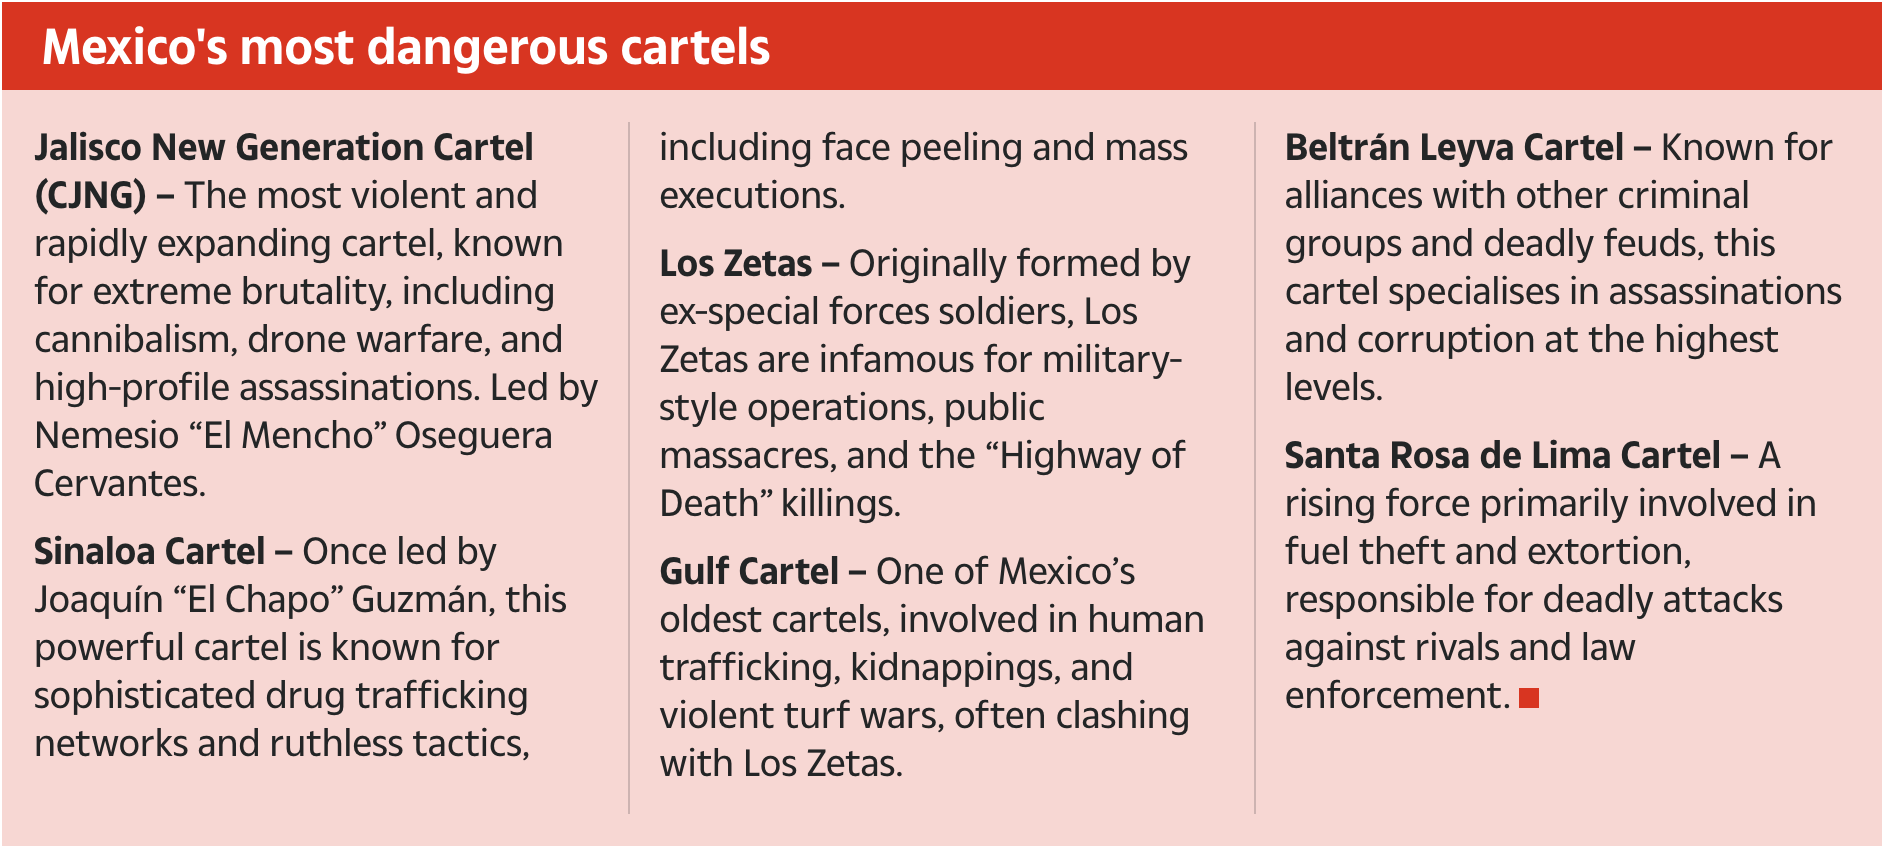 Mexico's most dangerous cartels
Jalisco New Generation Cartel
(CJNG) – The most violent and
rapidly expanding cartel, known
for extreme brutality, including
cannibalism, drone warfare, and
high-profile assassinations. Led by
Nemesio “El Mencho” Oseguera
Cervantes.
Sinaloa Cartel – Once led by
Joaquín “El Chapo” Guzmán, this
powerful cartel is known for
sophisticated drug trafficking
networks and ruthless tactics,
including face peeling and mass
executions.
Los Zetas – Originally formed by
ex-special forces soldiers, Los
Zetas are infamous for military-
style operations, public
massacres, and the “Highway of
Death” killings.
Gulf Cartel – One of Mexico’s
oldest cartels, involved in human
trafficking, kidnappings, and
violent turf wars, often clashing
with Los Zetas.
Beltrán Leyva Cartel – Known for
alliances with other criminal
groups and deadly feuds, this
cartel specialises in assassinations
and corruption at the highest
levels.
Santa Rosa de Lima Cartel – A
rising force primarily involved in
fuel theft and extortion,
responsible for deadly attacks
against rivals and law
enforcement.